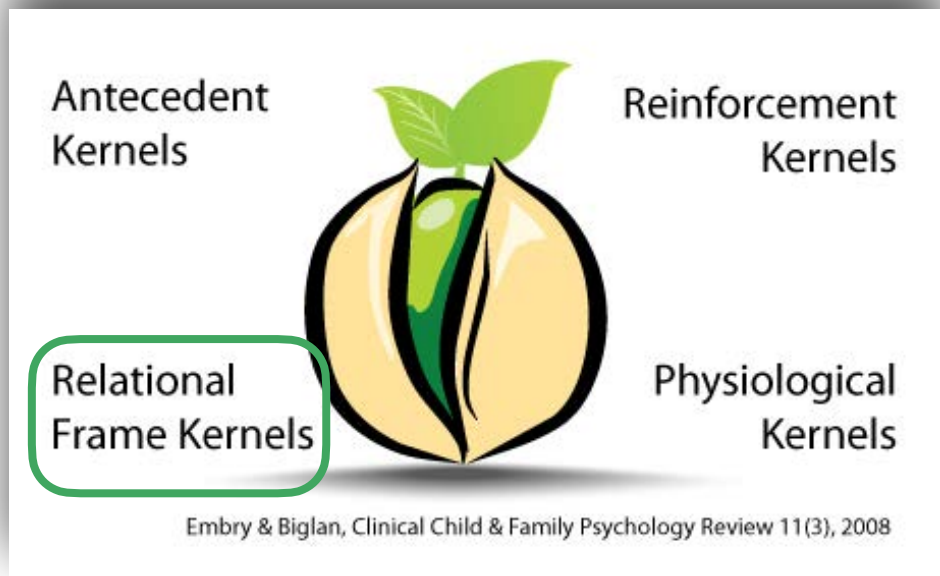 Antecedent
Kernels
Reinforcement
Kernels
Relational
Frame Kernels
Physiological
Kernels
Embry & Biglan, Clinical Child & Family Psychology Review 11(3), 2008